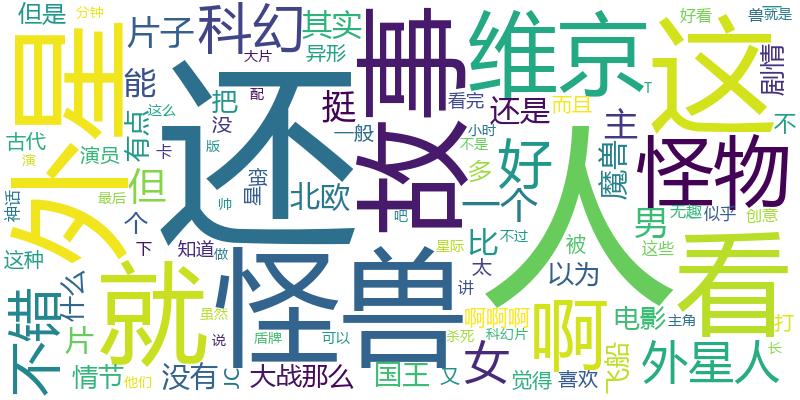 但是
分钟
外星
片子
科幻
其实
异形
大片
故事
维京
这
好看
兽
就是
剧情
能
把
没
配
还
挺
看完
还是
而且
T
主
不
古代
这么
有点
卡
版
一般
小时
不是
好
怪物
演
演员
蛮
星
北欧
多
一个
魔兽
人
神话
最后
但
帅
吧
男
无趣
似乎
创意
个
下
知道
做
星际
不过
比
被
这些
这种
什么
就
怪兽
太
讲
以为
看
不错
虽然
啊啊啊
啊
电影
主角
打
片
说
盾牌
可以
杀死
科幻片
长
情节
他们
没有
JC
大战那么
国王
又
女
觉得
喜欢
飞船
外星人